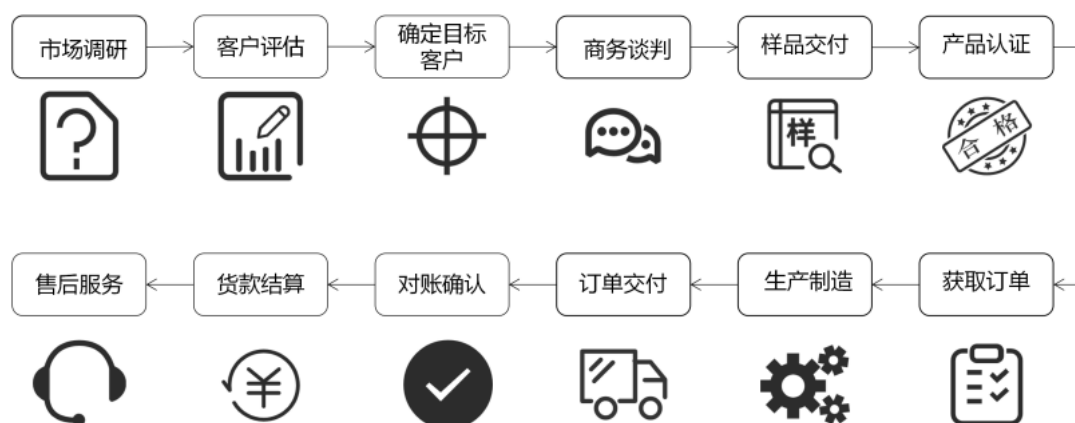 市场调研
客户评估
确定目标
客户
商务谈判
样品交付
产品认证
样
合格
获取订单
生产制造
订单交付
对账确认
货款结算
售后服务